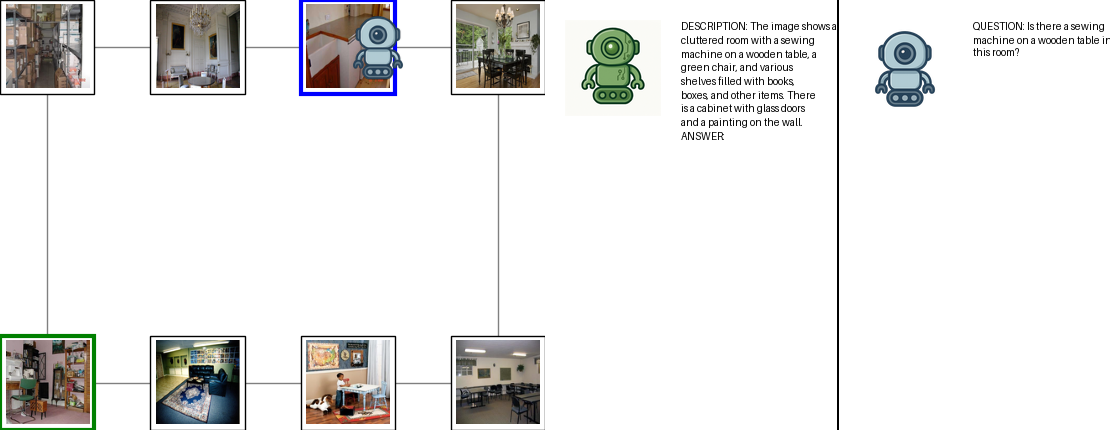 DESCRIPTION: The image shows a
cluttered room with a sewing
machine on a wooden table, a
green chair, and various
shelves filled with books,
boxes, and other items. There
is a cabinet with glass doors
and a painting on the wall.
ANSWER:
QUESTION: Is there a sewing
machine on a wooden table in
this room?